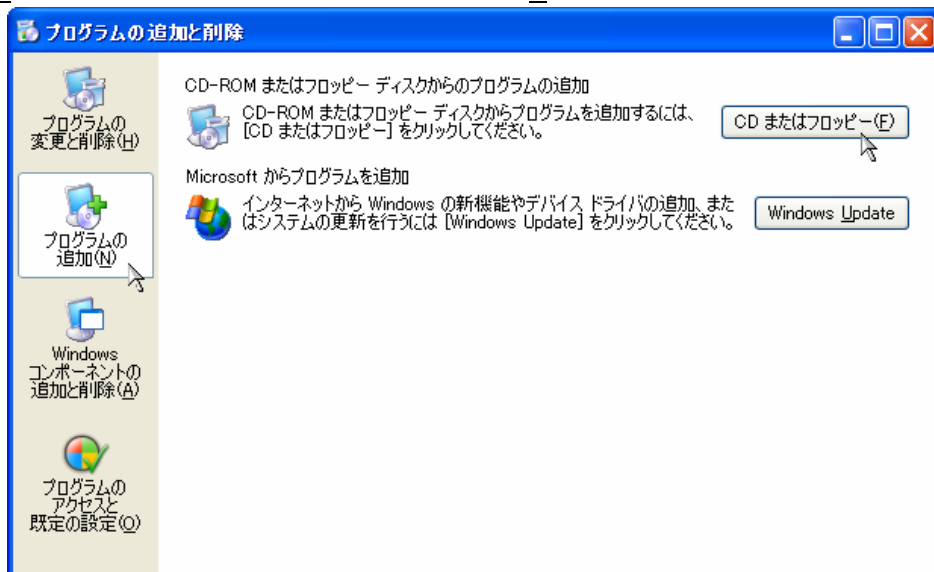 プログラムの追加と削除
プログラムの
変更と削除(H)
プログラムの
追加(N)
Windows
コンポーネントの
追加と削除(A)
プログラムの
アクセスと
既定の設定(O)
CD-ROM またはフロッピー ディスクからのプログラムの追加
CD-ROM またはフロッピー ディスクからプログラムを追加するには、
[CD またはフロッピー] をクリックしてください。
CD またはフロッピー(F)
Microsoft からプログラムを追加
インターネットから Windows の新機能やデバイス ドライバの追加、また
はシステムの更新を行うには [Windows Update] をクリックしてください。
Windows Update